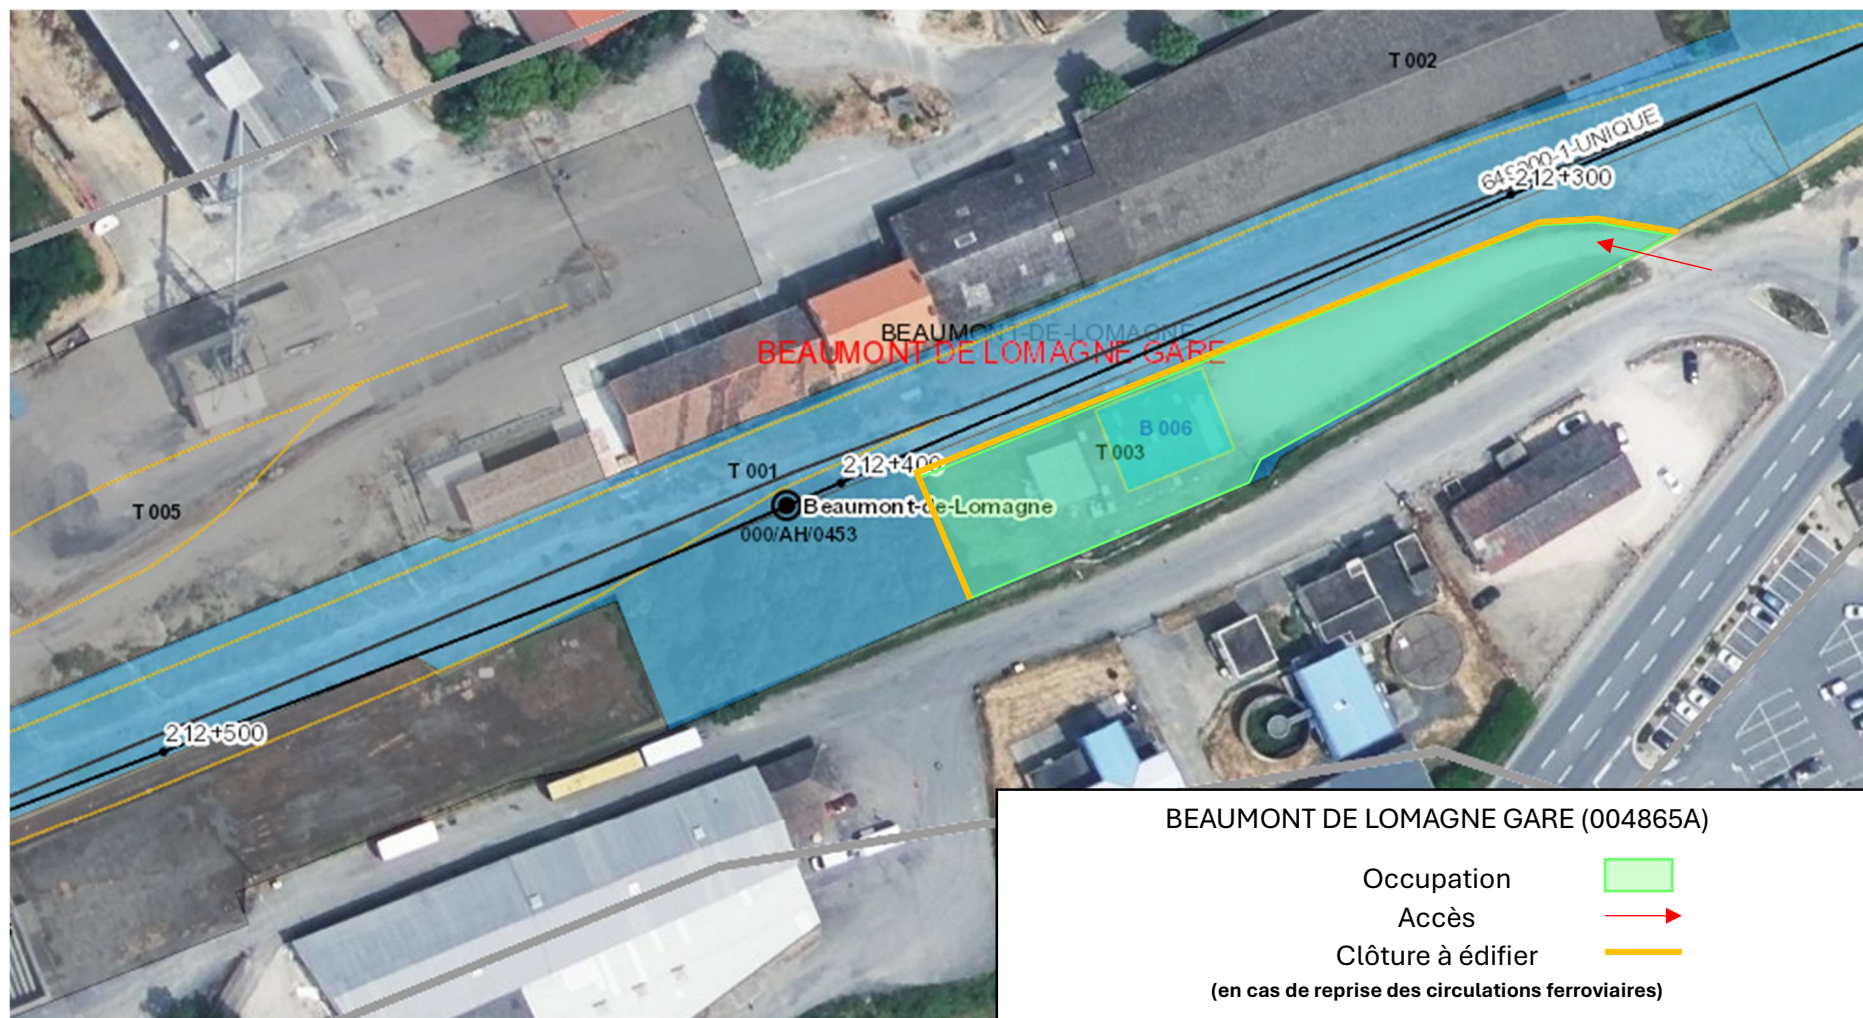 T 002
649200-1-UNIQUE
212+300
BEAUMONT-DE-LOMAGNE
BEAUMONT DE LOMAGNE GARE
B 006
T 003
T 001
212+400
Beaumont-de-Lomagne
T 005
000/AH/0453
212+500
BEAUMONT DE LOMAGNE GARE (004865A)
Occupation
Accès
Clôture à édifier
(en cas de reprise des circulations ferroviaires)